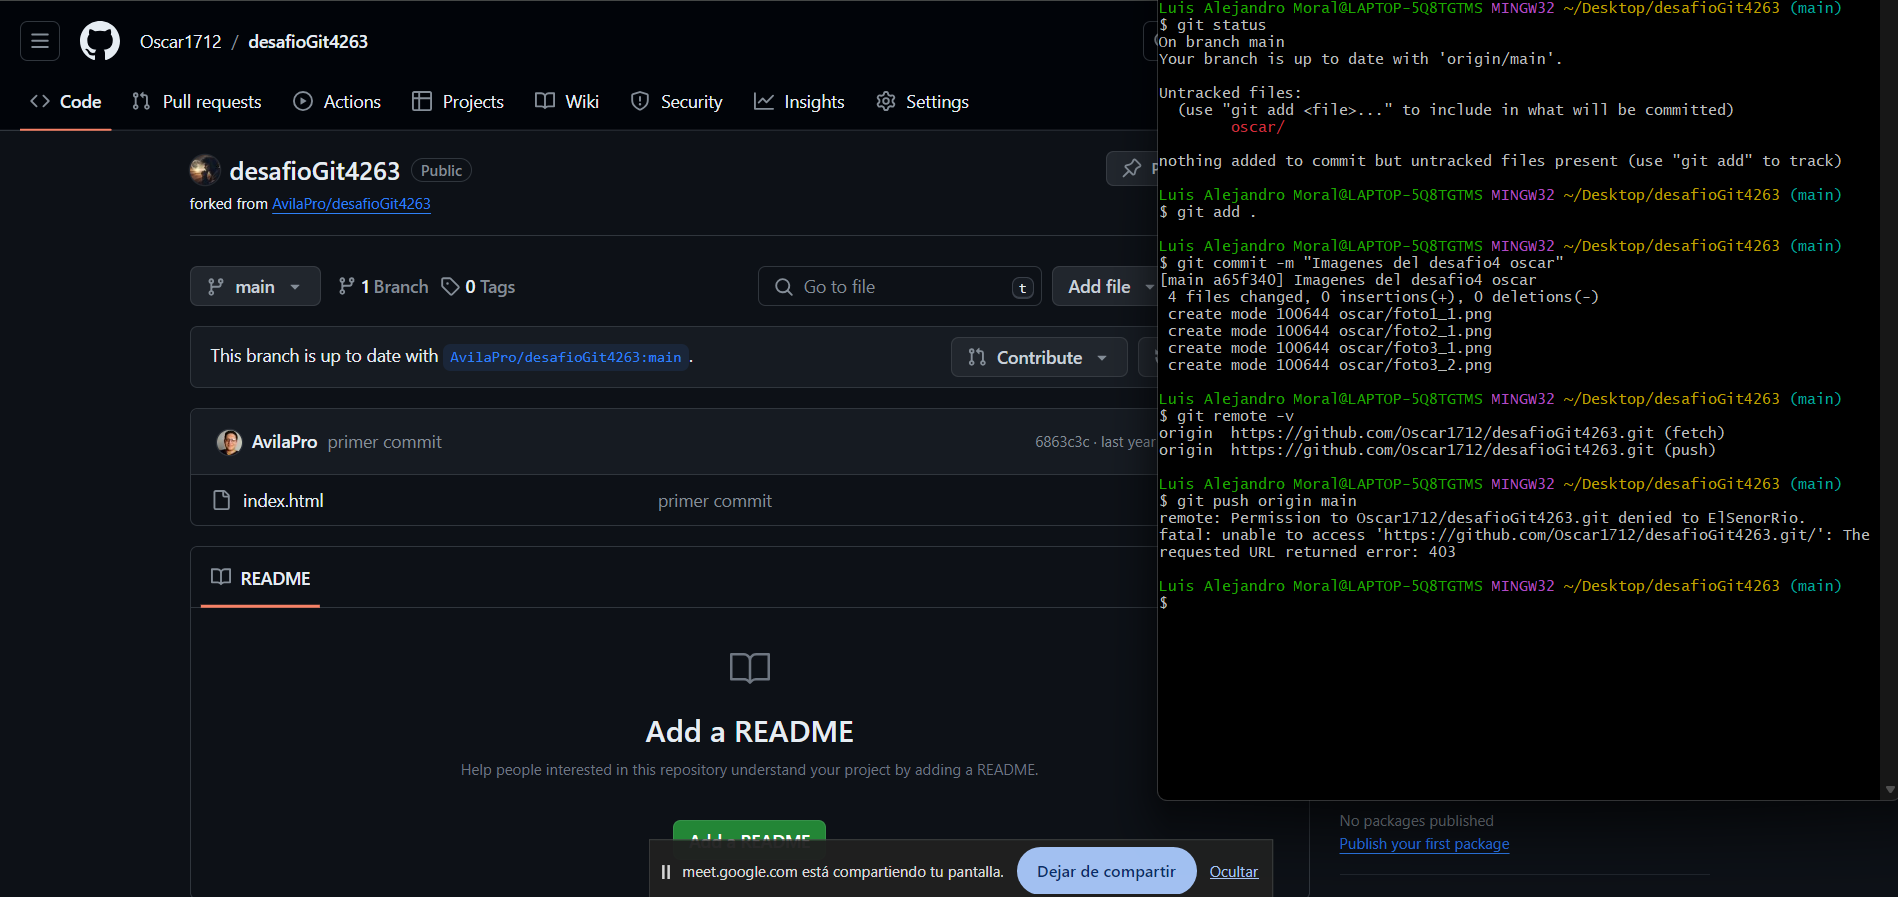 Oscar1712 / desafioGit4263
Code Pull requests Actions Projects Wiki Security Insights Settings
desafioGit4263 Public
forked from AvilaPro/desafioGit4263
main 1 Branch 0 Tags Go to file t Add file
This branch is up to date with AvilaPro/desafioGit4263:main.
Contribute
AvilaPro primer commit 6863c3c · last year
index.html primer commit
README
Add a README
Help people interested in this repository understand your project by adding a README.
Add a README
Luis Alejandro Moral@LAPTOP-5Q8TGTMS MINGW32 ~/Desktop/desafioGit4263 (main)
$ git status
On branch main
Your branch is up to date with 'origin/main'.
Untracked files:
(use "git add <file>..." to include in what will be committed)
oscar/
nothing added to commit but untracked files present (use "git add" to track)
Luis Alejandro Moral@LAPTOP-5Q8TGTMS MINGW32 ~/Desktop/desafioGit4263 (main)
$ git add .
Luis Alejandro Moral@LAPTOP-5Q8TGTMS MINGW32 ~/Desktop/desafioGit4263 (main)
$ git commit -m "Imagenes del desafio4 oscar"
[main a65f340] Imagenes del desafio4 oscar
4 files changed, 0 insertions(+), 0 deletions(-)
create mode 100644 oscar/foto1_1.png
create mode 100644 oscar/foto2_1.png
create mode 100644 oscar/foto3_1.png
create mode 100644 oscar/foto3_2.png
Luis Alejandro Moral@LAPTOP-5Q8TGTMS MINGW32 ~/Desktop/desafioGit4263 (main)
$ git remote -v
origin https://github.com/Oscar1712/desafioGit4263.git (fetch)
origin https://github.com/Oscar1712/desafioGit4263.git (push)
Luis Alejandro Moral@LAPTOP-5Q8TGTMS MINGW32 ~/Desktop/desafioGit4263 (main)
$ git push origin main
remote: Permission to Oscar1712/desafioGit4263.git denied to ElSenorRio.
fatal: unable to access 'https://github.com/Oscar1712/desafioGit4263.git/': The
requested URL returned error: 403
Luis Alejandro Moral@LAPTOP-5Q8TGTMS MINGW32 ~/Desktop/desafioGit4263 (main)
$
No packages published
Publish your first package
meet.google.com está compartiendo tu pantalla. Dejar de compartir Ocultar